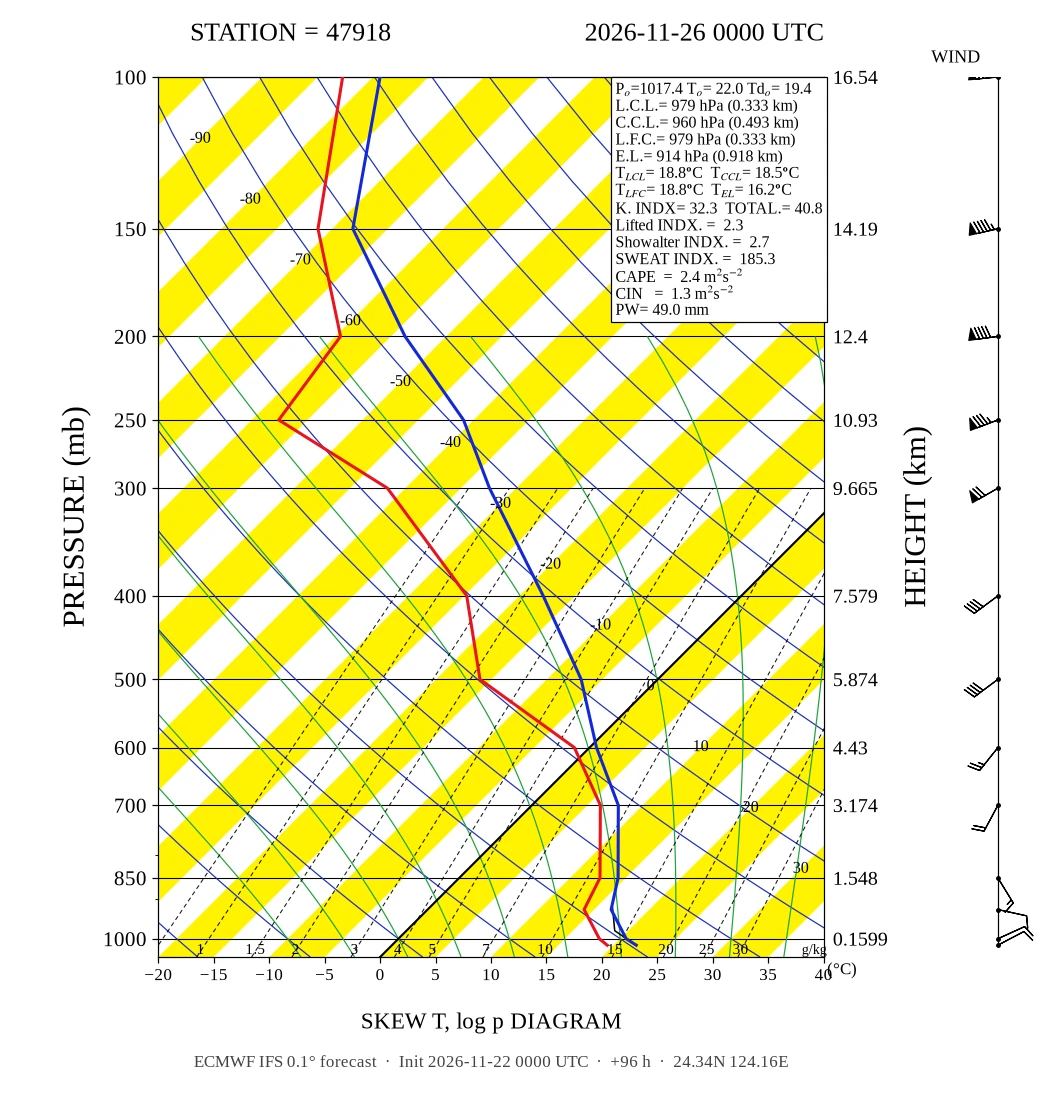 STATION = 47918
2026-11-26 0000 UTC
WIND
P₀=1017.4 T₀= 22.0 Td₀= 19.4
L.C.L.= 979 hPa (0.333 km)
C.C.L.= 960 hPa (0.493 km)
L.F.C.= 979 hPa (0.333 km)
E.L.= 914 hPa (0.918 km)
T_LCL= 18.8°C T_CCL= 18.5°C
T_LFC= 18.8°C T_EL= 16.2°C
K. INDX= 32.3 TOTAL.= 40.8
Lifted INDX. = 2.3
Showalter INDX. = 2.7
SWEAT INDX. = 185.3
CAPE = 2.4 m²s⁻²
CIN = 1.3 m²s⁻²
PW= 49.0 mm
100 16.54
-90
-80
150 14.19
-70
-60
200 12.4
-50
250 10.93
-40
300 9.665
-30
-20
400 7.579
-10
500 5.874
0
600 4.43
10
700 3.174
20
850 1.548
30
1000 0.1599
PRESSURE (mb)
HEIGHT (km)
1 1.5 2 3 4 5 7 10 15 20 25 30 g/kg
−20 −15 −10 −5 0 5 10 15 20 25 30 35 40 (°C)
SKEW T, log p DIAGRAM
ECMWF IFS 0.1° forecast · Init 2026-11-22 0000 UTC · +96 h · 24.34N 124.16E